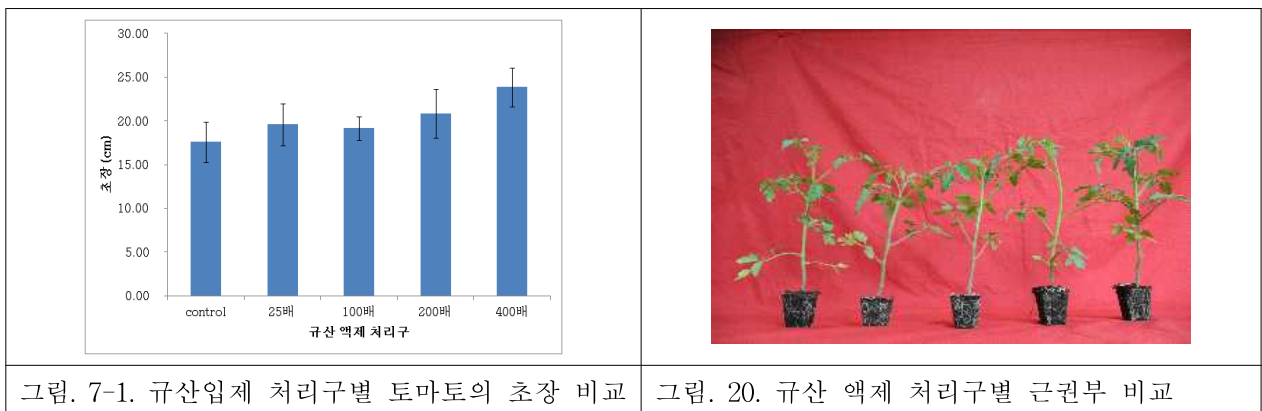 30.00
25.00
20.00
15.00
10.00
5.00
0.00
초장(cm)
control 25배 100배 200배 400배
규산 액제 처리구
그림. 7-1. 규산입제 처리구별 토마토의 초장 비교
그림. 20. 규산 액제 처리구별 근권부 비교